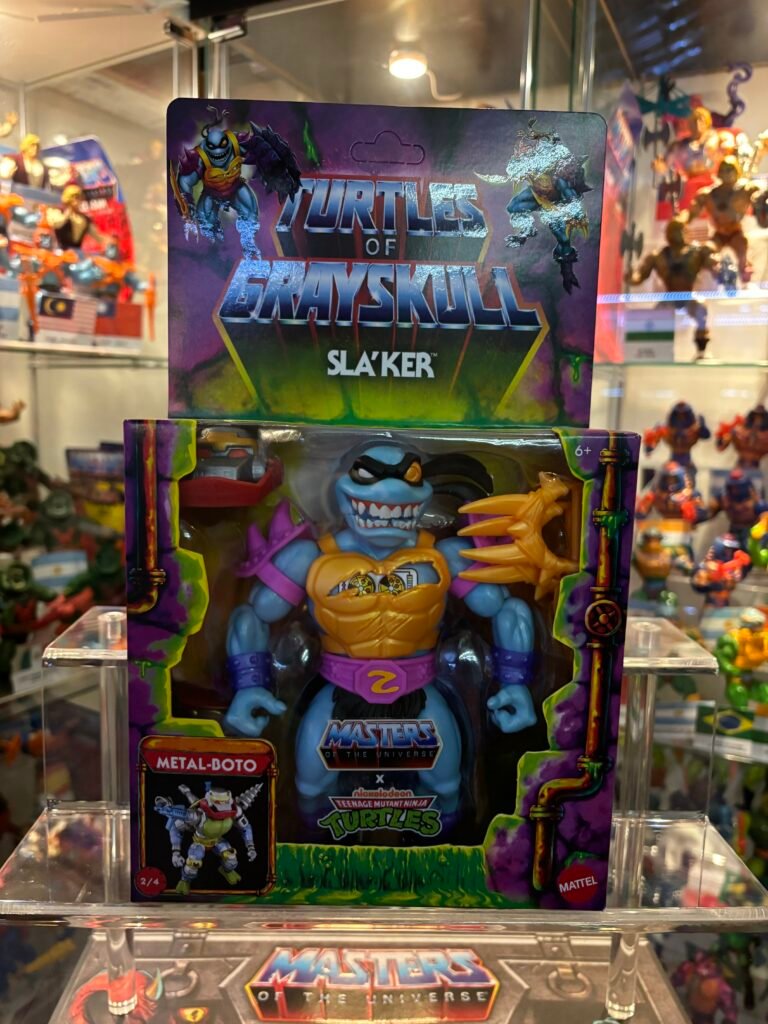 TURTLES
OF
GRAYSKULL
SLA'KER™
6+
Z
MASTERS
OF THE UNIVERSE
X
nickelodeon
TEENAGE MUTANT NINJA
TURTLES
METAL-BOTO
2/4
MATTEL
MASTERS
OF THE UNIVERSE